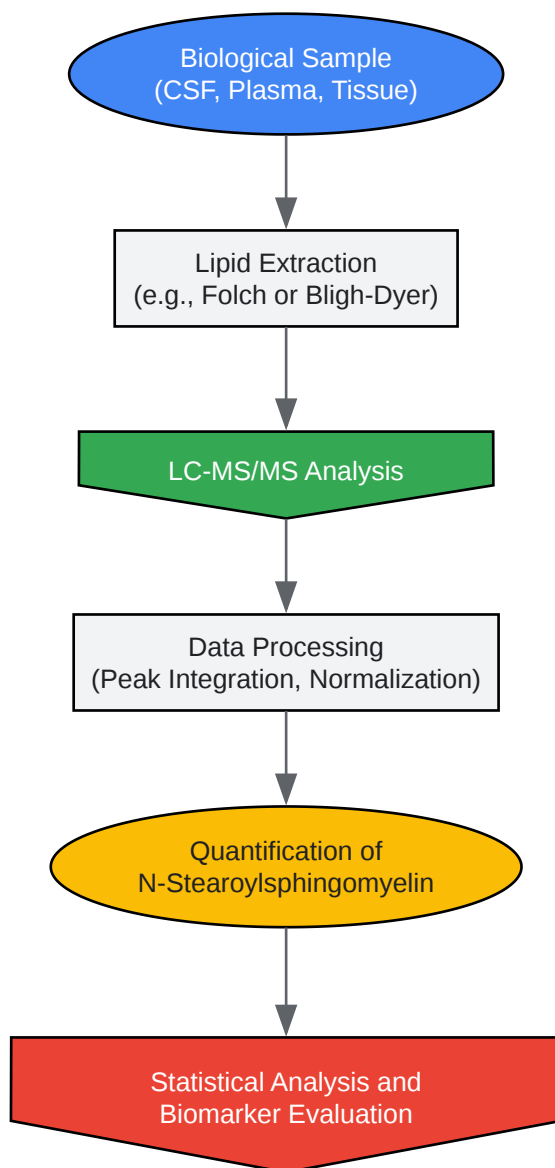 Biological Sample
(CSF, Plasma, Tissue)
Lipid Extraction
(e.g., Folch or Bligh-Dyer)
LC-MS/MS Analysis
Data Processing
(Peak Integration, Normalization)
Quantification of
N-Stearoylsphingomyelin
Statistical Analysis and
Biomarker Evaluation